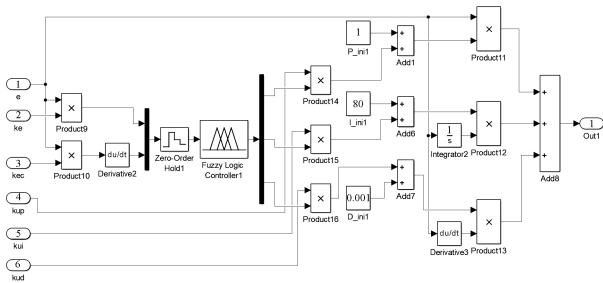 1
e
2
ke
3
kec
4
kup
5
kui
6
kud
×
Product9
×
Product10
du/dt
Derivative2
Zero-Order
Hold1
Fuzzy Logic
Controller1
×
Product14
×
Product15
×
Product16
1
P_ini1
80
I_ini1
0.001
D_ini1
+
+
Add1
+
+
Add6
+
+
Add7
1
s
Integrator2
du/dt
Derivative3
×
Product11
×
Product12
×
Product13
+
+
+
Add8
1
Out1